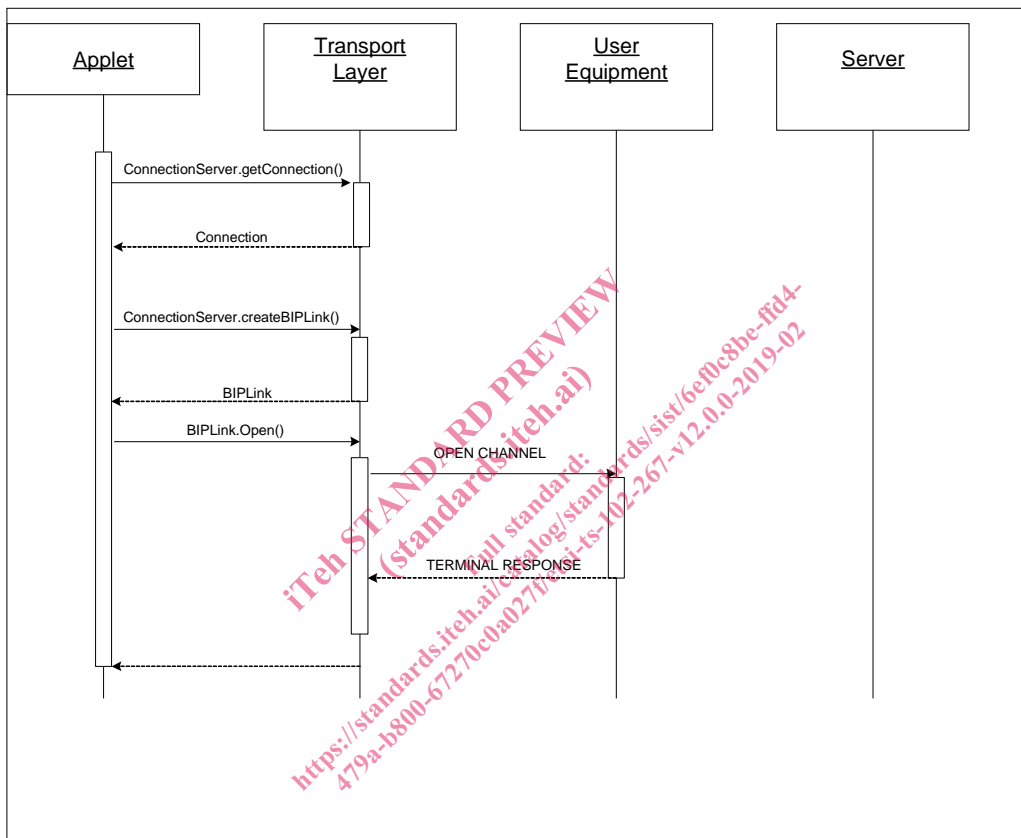 Applet
Transport
Layer
User
Equipment
Server
ConnectionServer.getConnection()
Connection
ConnectionServer.createBIPLink()
BIPLink
BIPLink.Open()
OPEN CHANNEL
TERMINAL RESPONSE
iTeh STANDARD PREVIEW
(standards.iteh.ai)
Full standard:
https://standards.iteh.ai/catalog/standards/sist/6ef0c8be-ffd4-
479a-b800-67270c0a027f/etsi-ts-102-267-v12.0.0-2019-02